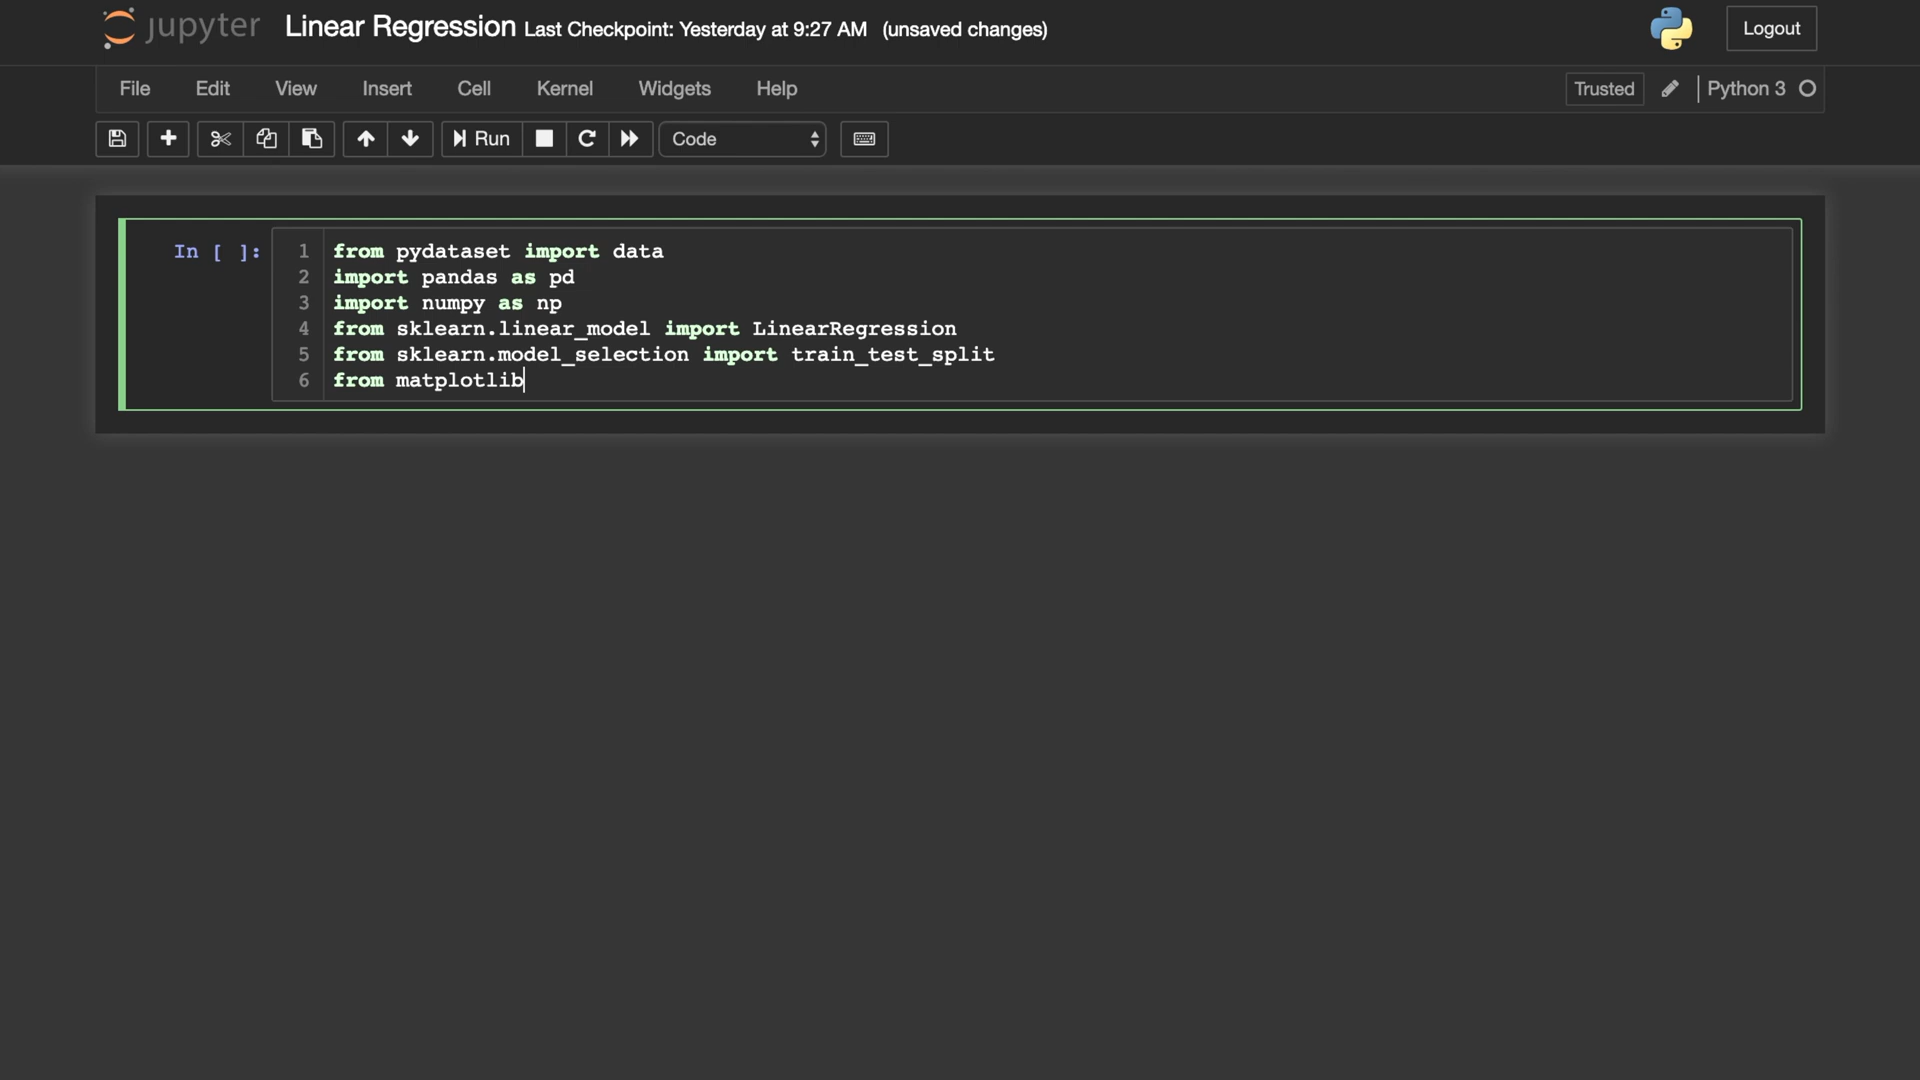 jupyter Linear Regression Last Checkpoint: Yesterday at 9:27 AM (unsaved changes) Logout
File Edit View Insert Cell Kernel Widgets Help Trusted Python 3
Run Code
In [ ]:
1 from pydataset import data
2 import pandas as pd
3 import numpy as np
4 from sklearn.linear_model import LinearRegression
5 from sklearn.model_selection import train_test_split
6 from matplotlib